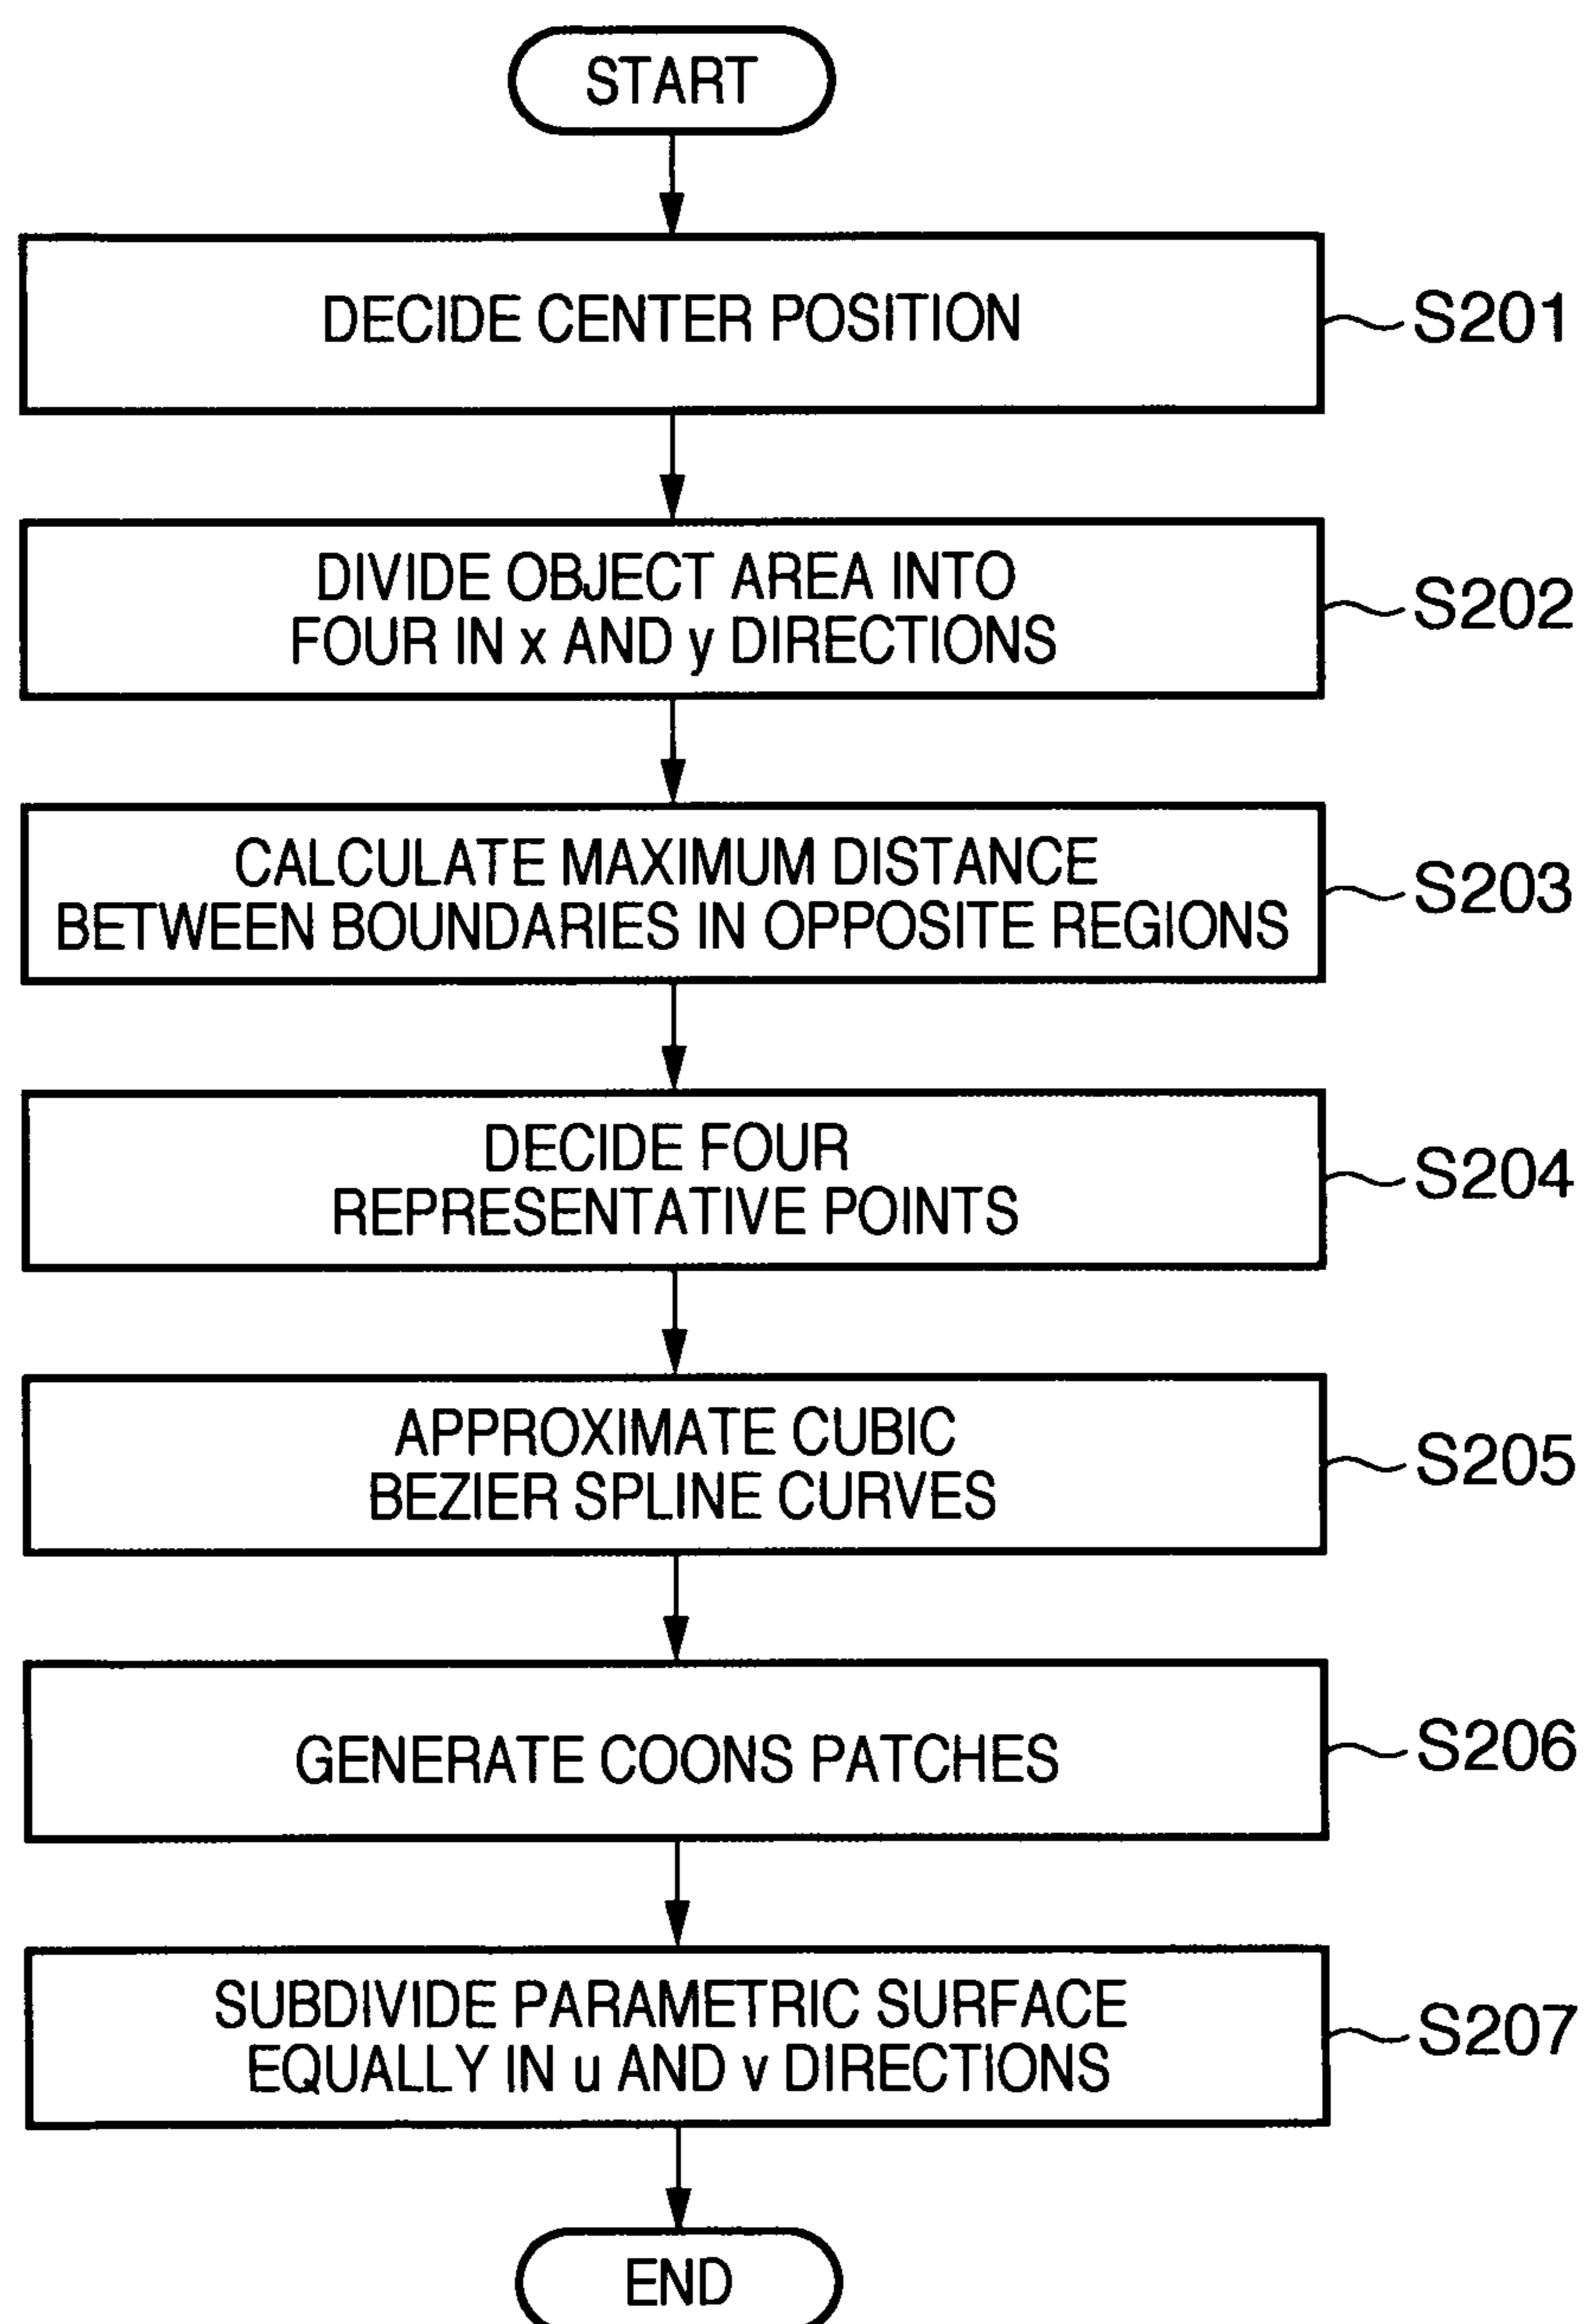 START
DECIDE CENTER POSITION
S201
DIVIDE OBJECT AREA INTO
FOUR IN x AND y DIRECTIONS
S202
CALCULATE MAXIMUM DISTANCE
BETWEEN BOUNDARIES IN OPPOSITE REGIONS
S203
DECIDE FOUR
REPRESENTATIVE POINTS
S204
APPROXIMATE CUBIC
BEZIER SPLINE CURVES
S205
GENERATE COONS PATCHES
S206
SUBDIVIDE PARAMETRIC SURFACE
EQUALLY IN u AND v DIRECTIONS
S207
END